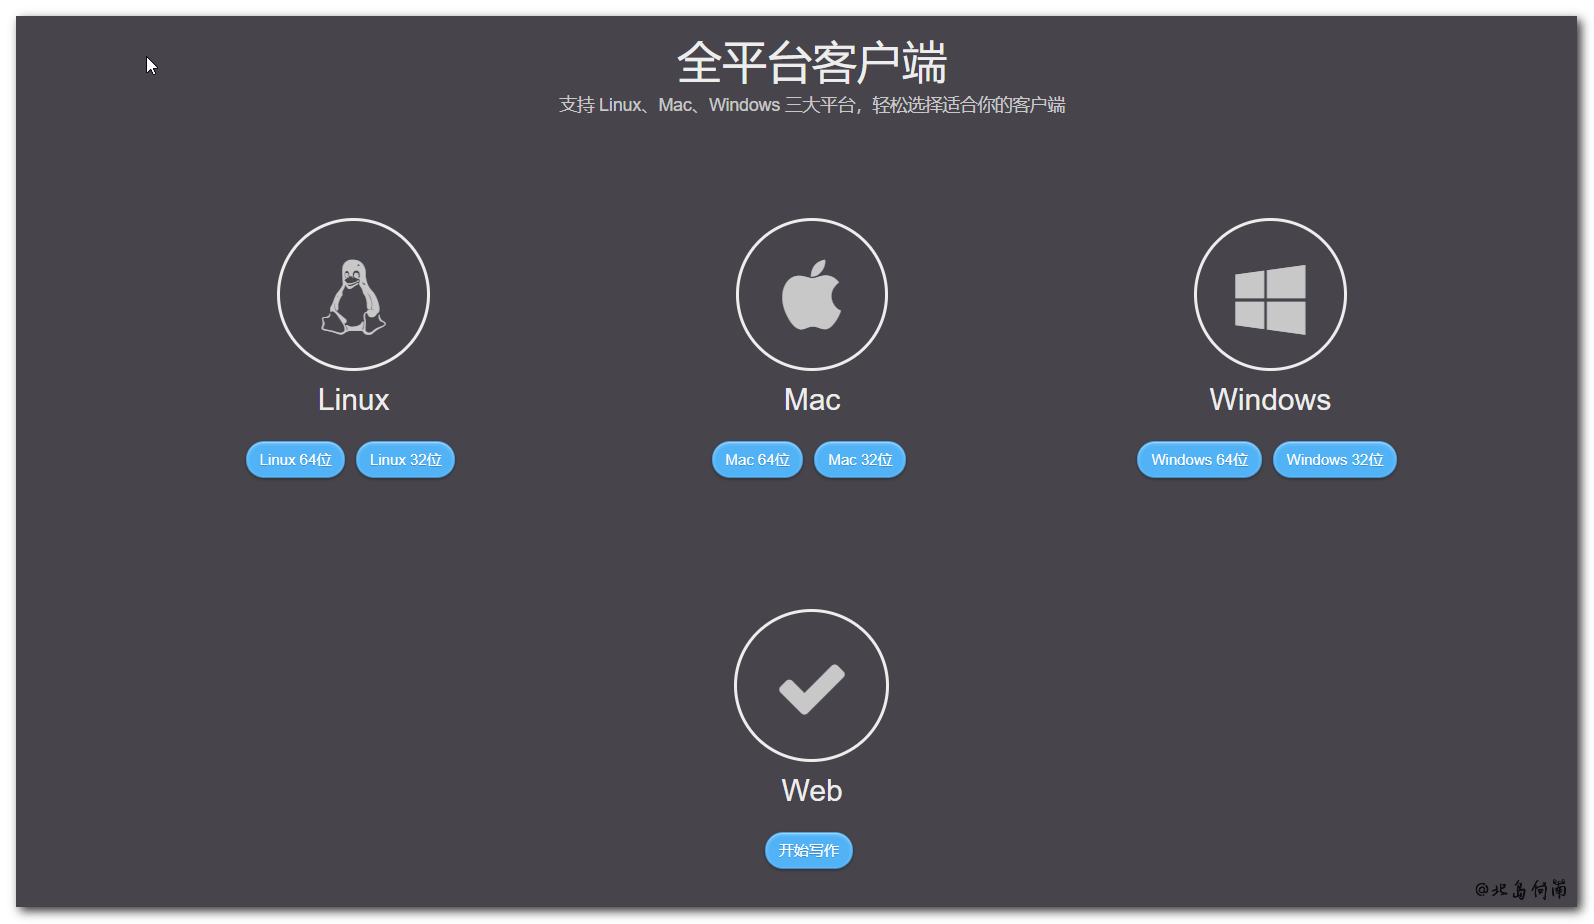 全平台客户端
支持 Linux、Mac、Windows 三大平台，轻松选择适合你的客户端
Linux
Mac
Windows
Linux 64位 Linux 32位
Mac 64位 Mac 32位
Windows 64位 Windows 32位
Web
开始写作
@北岛向南